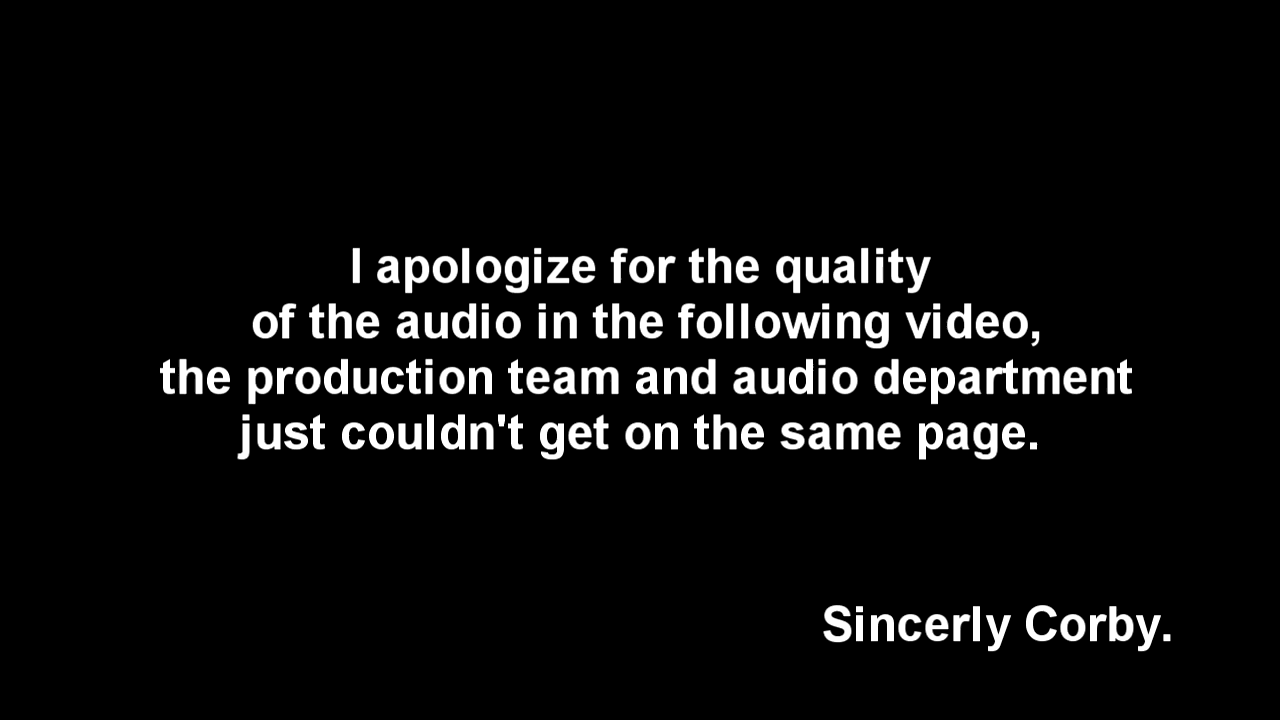 I apologize for the quality
of the audio in the following video,
the production team and audio department
just couldn't get on the same page.
Sincerly Corby.